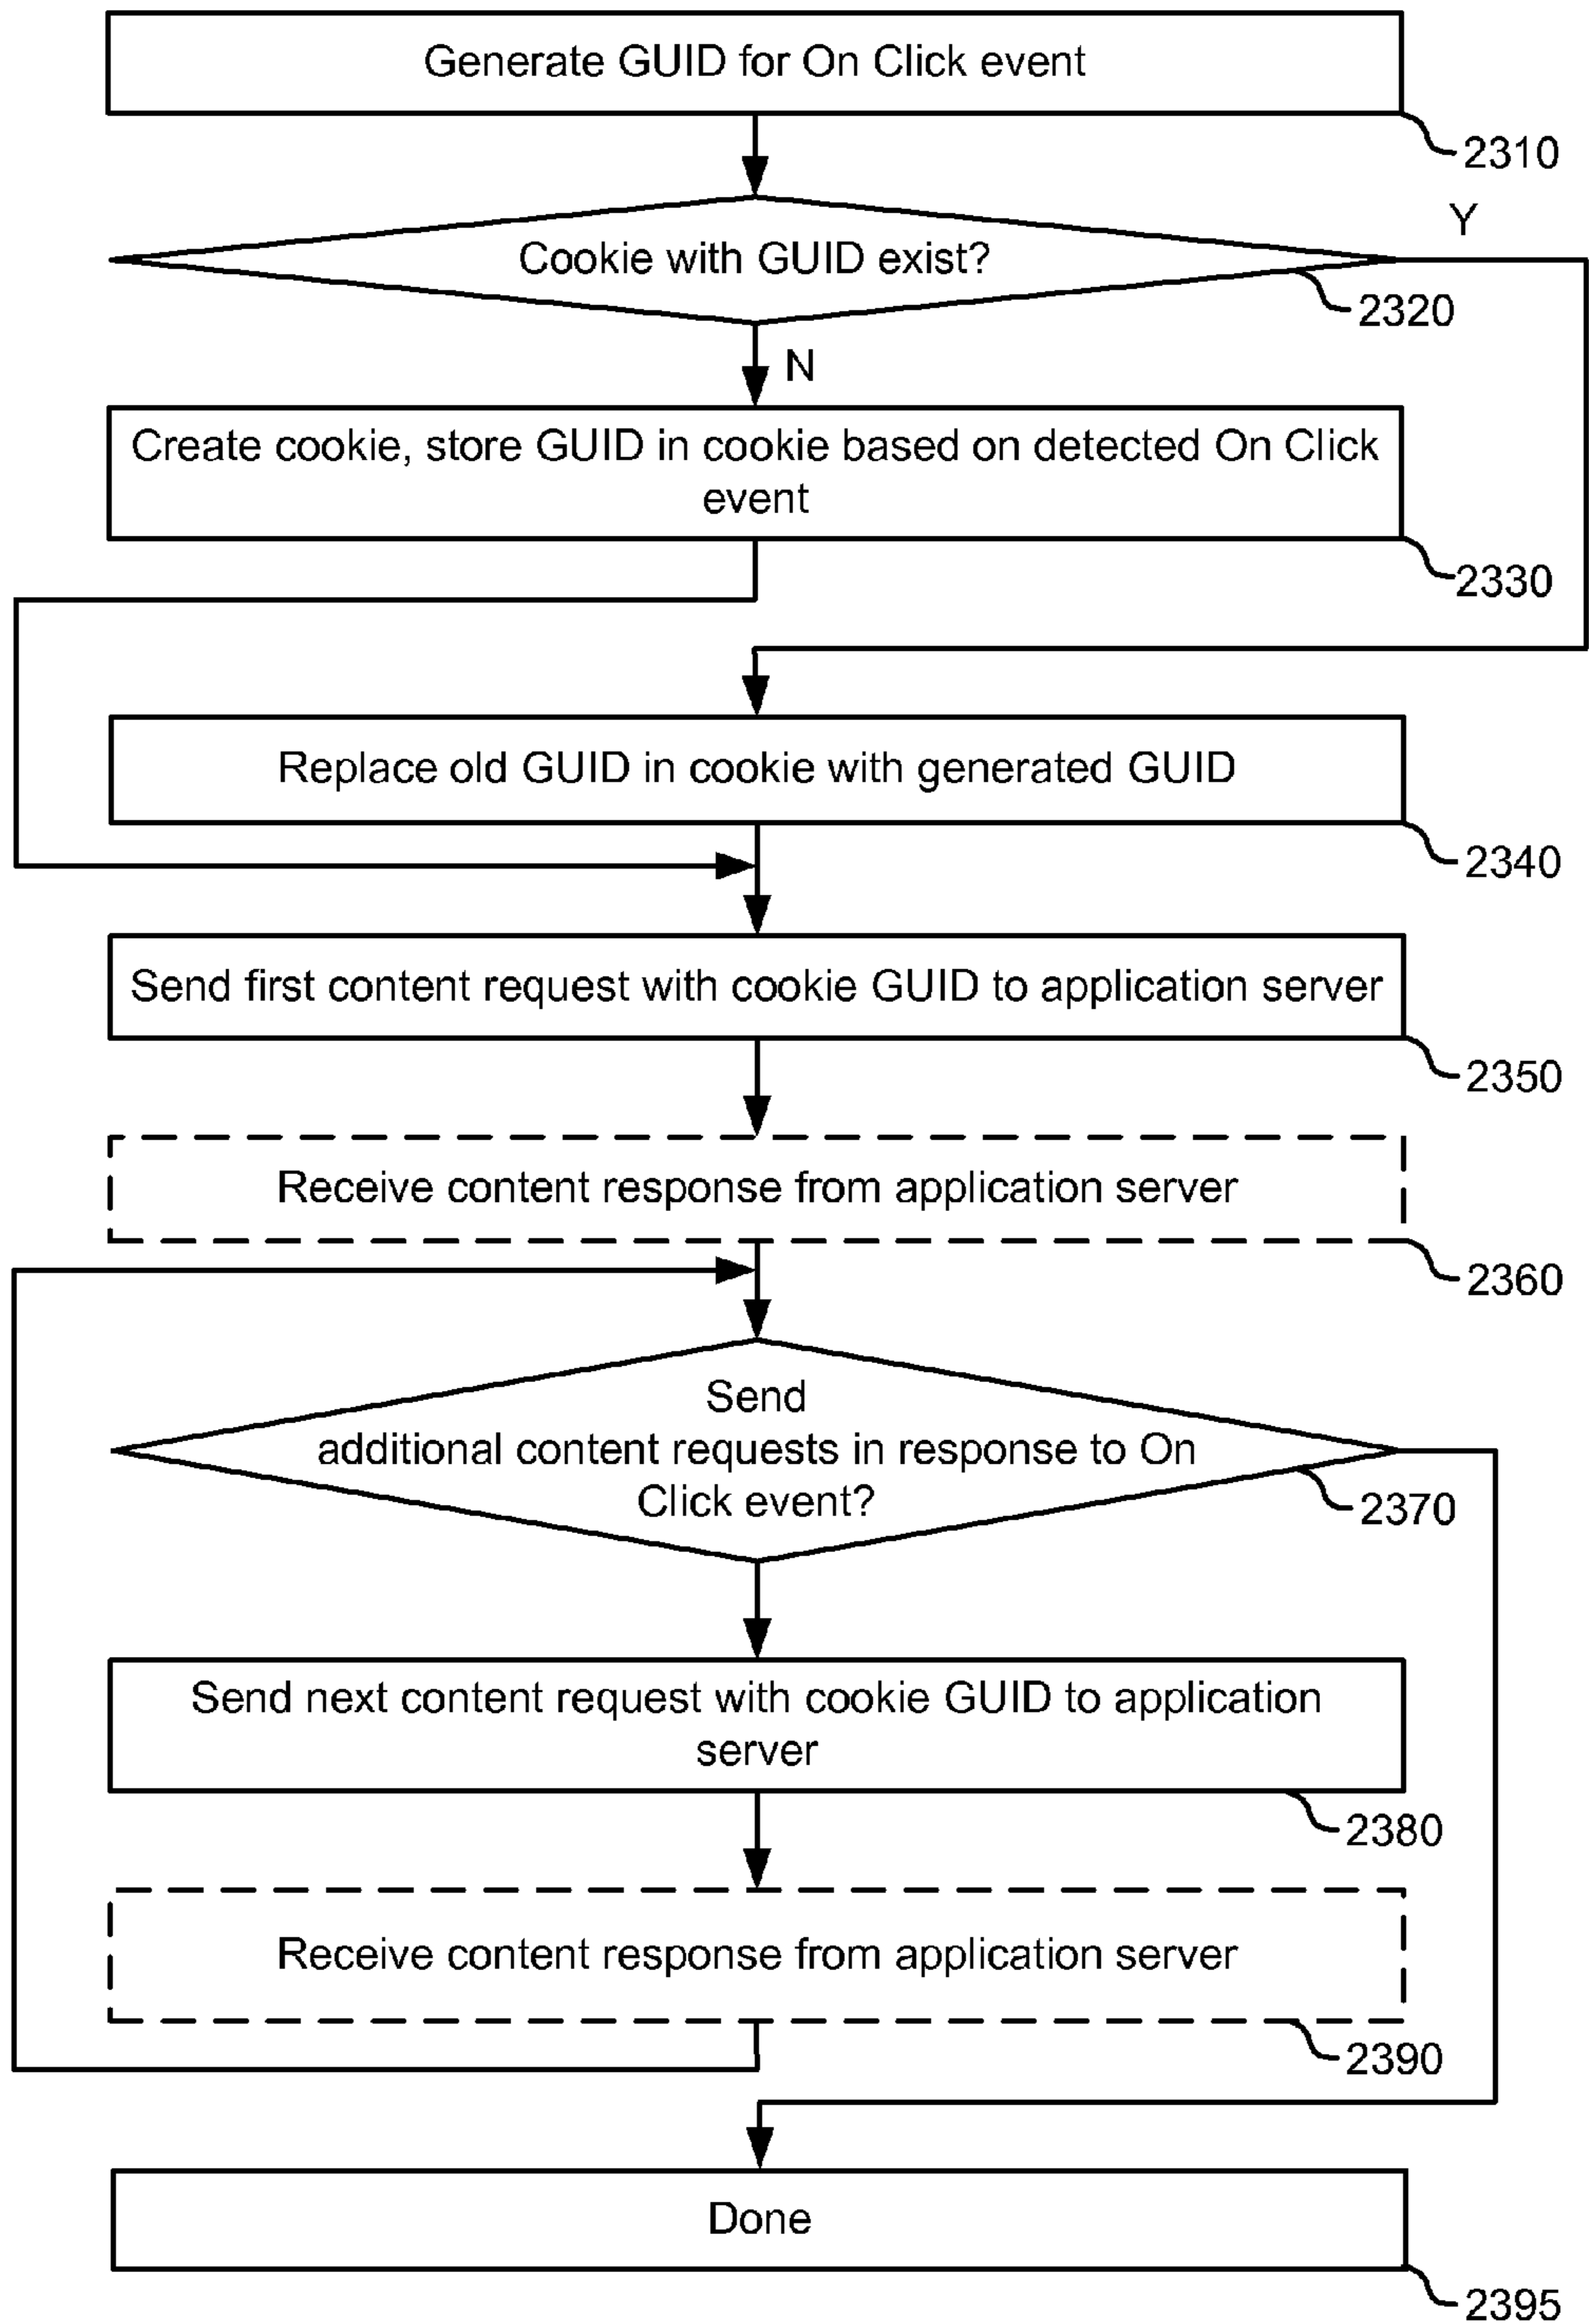 Generate GUID for On Click event
2310
Y
Cookie with GUID exist?
2320
N
Create cookie, store GUID in cookie based on detected On Click
event
2330
Replace old GUID in cookie with generated GUID
2340
Send first content request with cookie GUID to application server
2350
Receive content response from application server
2360
Send
additional content requests in response to On
Click event?
2370
Send next content request with cookie GUID to application
server
2380
Receive content response from application server
2390
Done
2395